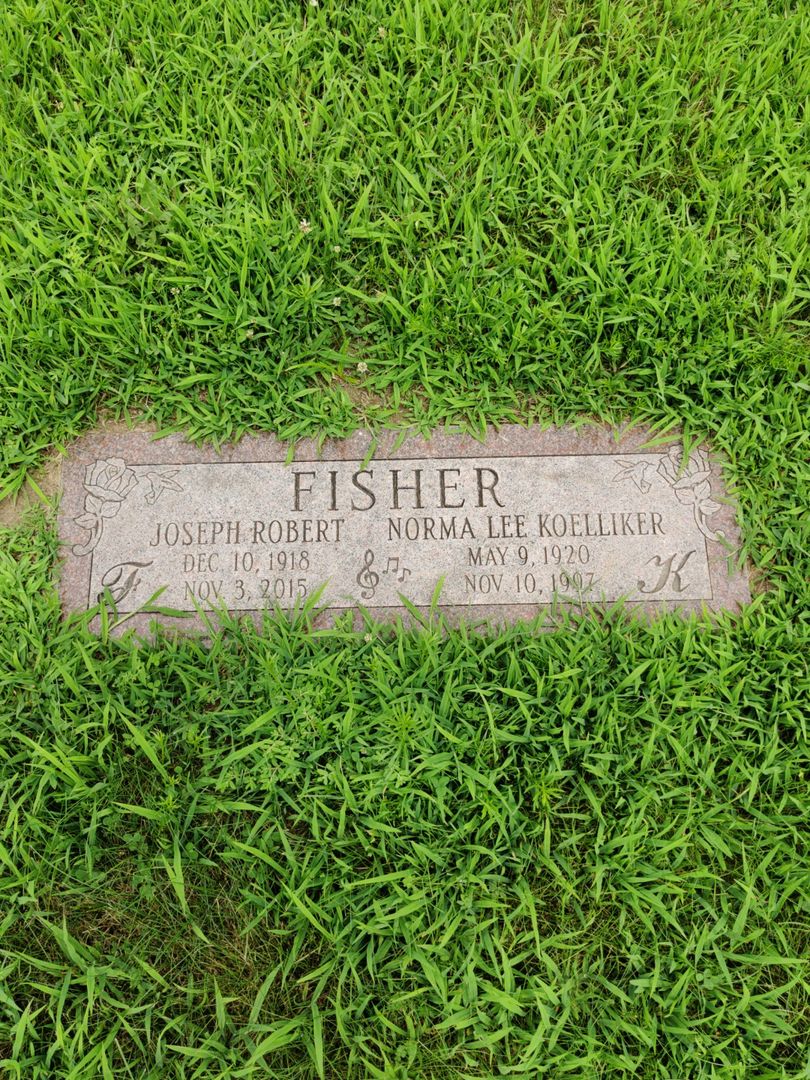 FISHER
JOSEPH ROBERT NORMA LEE KOELLIKER
DEC 10, 1918 MAY 9, 1920
NOV 3, 2015 NOV 10, 1997
F K